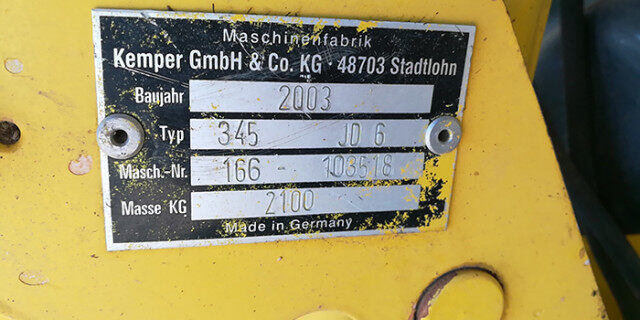 Maschinenfabrik
Kemper GmbH & Co. KG · 48703 Stadtlohn
Baujahr 2003
Typ 345 JD 6
Masch.-Nr. 166 - 103618
Masse KG 2100
Made in Germany